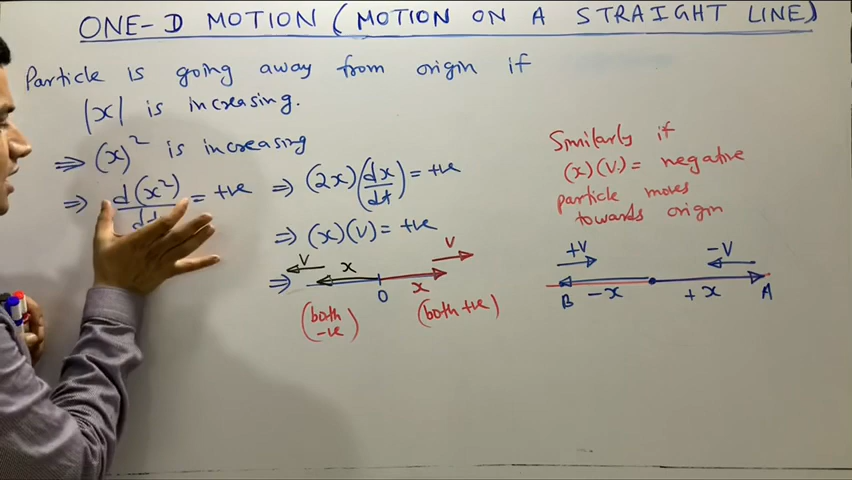 ONE-D MOTION (MOTION ON A STRAIGHT LINE)
Particle is going away from origin if
|x| is increasing.
⇒ (x)² is increasing
⇒ d(x²)/dt = +ve ⇒ (2x)(dx/dt) = +ve
⇒ (x)(v) = +ve
⇒ v x O x v
(both -ve) (both +ve)
Similarly if
(x)(v) = negative
particle moves
towards origin
+v -v
B -x +x A